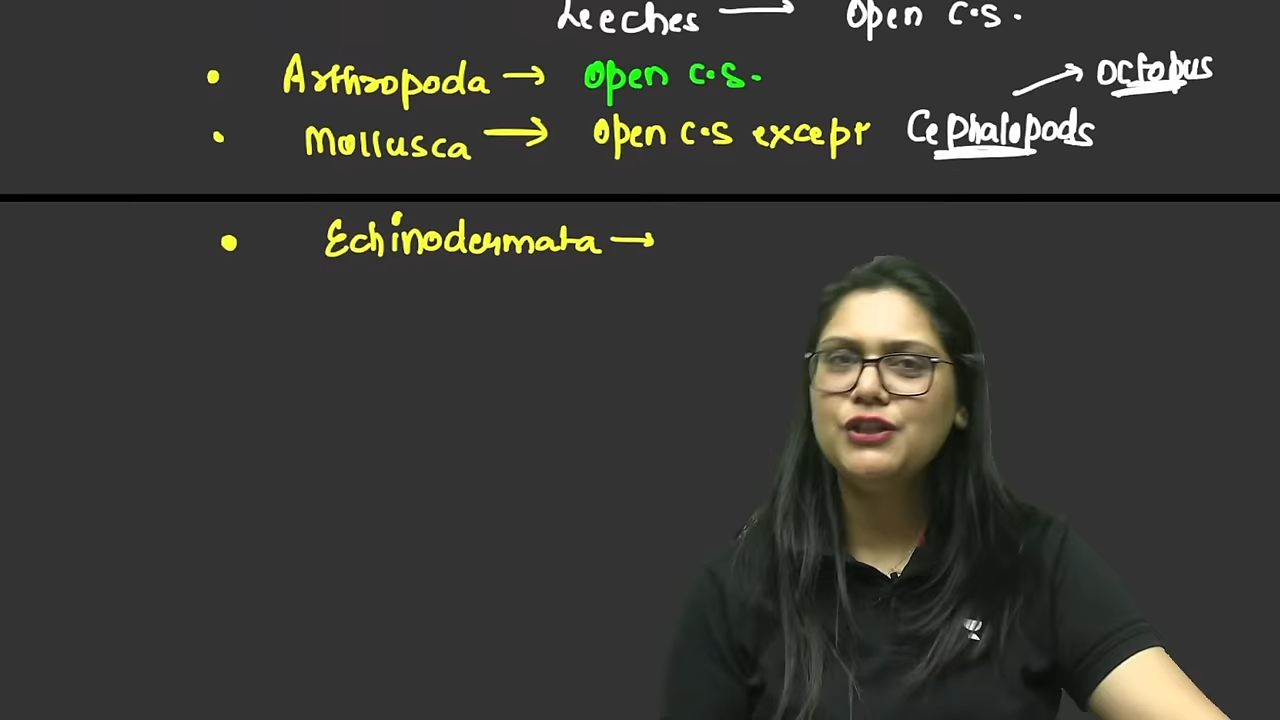 Leeches → Open c.s.
• Arthropoda → Open c.s.
→ Octopus
• Mollusca → Open c.s except Cephalopods
• Echinodermata →